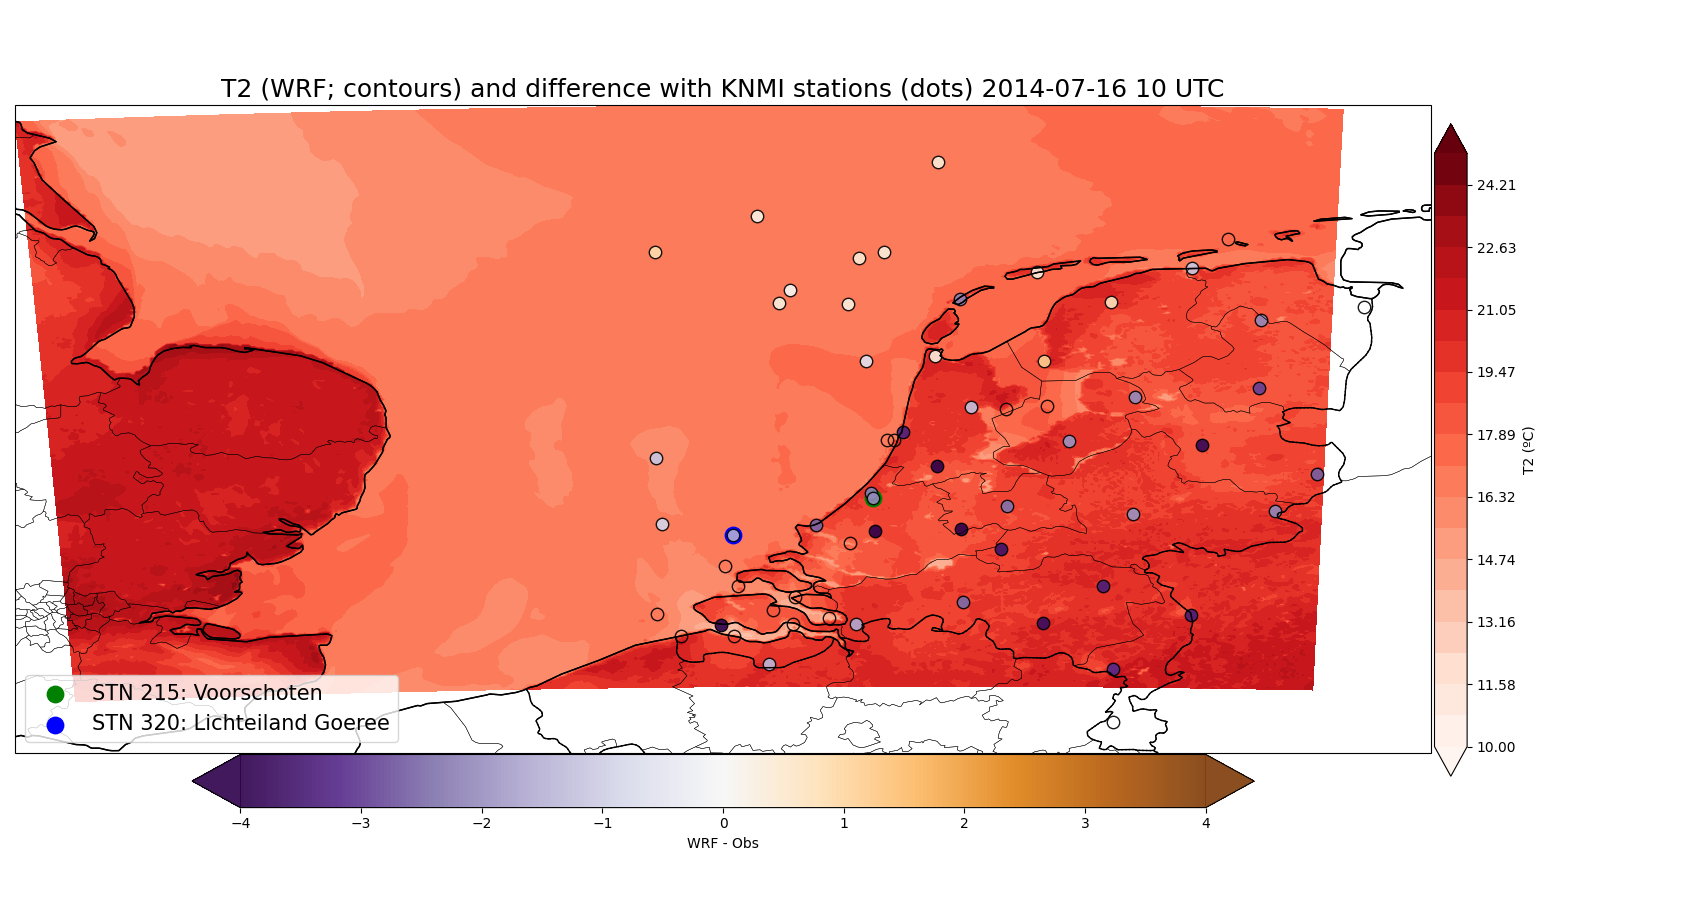 T2 (WRF; contours) and difference with KNMI stations (dots) 2014-07-16 10 UTC
24.21
22.63
21.05
19.47
17.89
16.32
14.74
13.16
11.58
10.00
T2 (ºC)
STN 215: Voorschoten
STN 320: Lichteiland Goeree
−4 −3 −2 −1 0 1 2 3 4
WRF - Obs